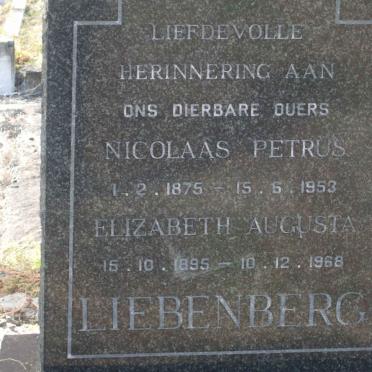 LIEFDEVOLLE
HERINNERING AAN
ONS DIERBARE OUERS
NICOLAAS PETRUS
1.2.1875 — 15.6.1953
ELIZABETH AUGUSTA
15.10.1895 — 10.12.1968
LIEBENBERG